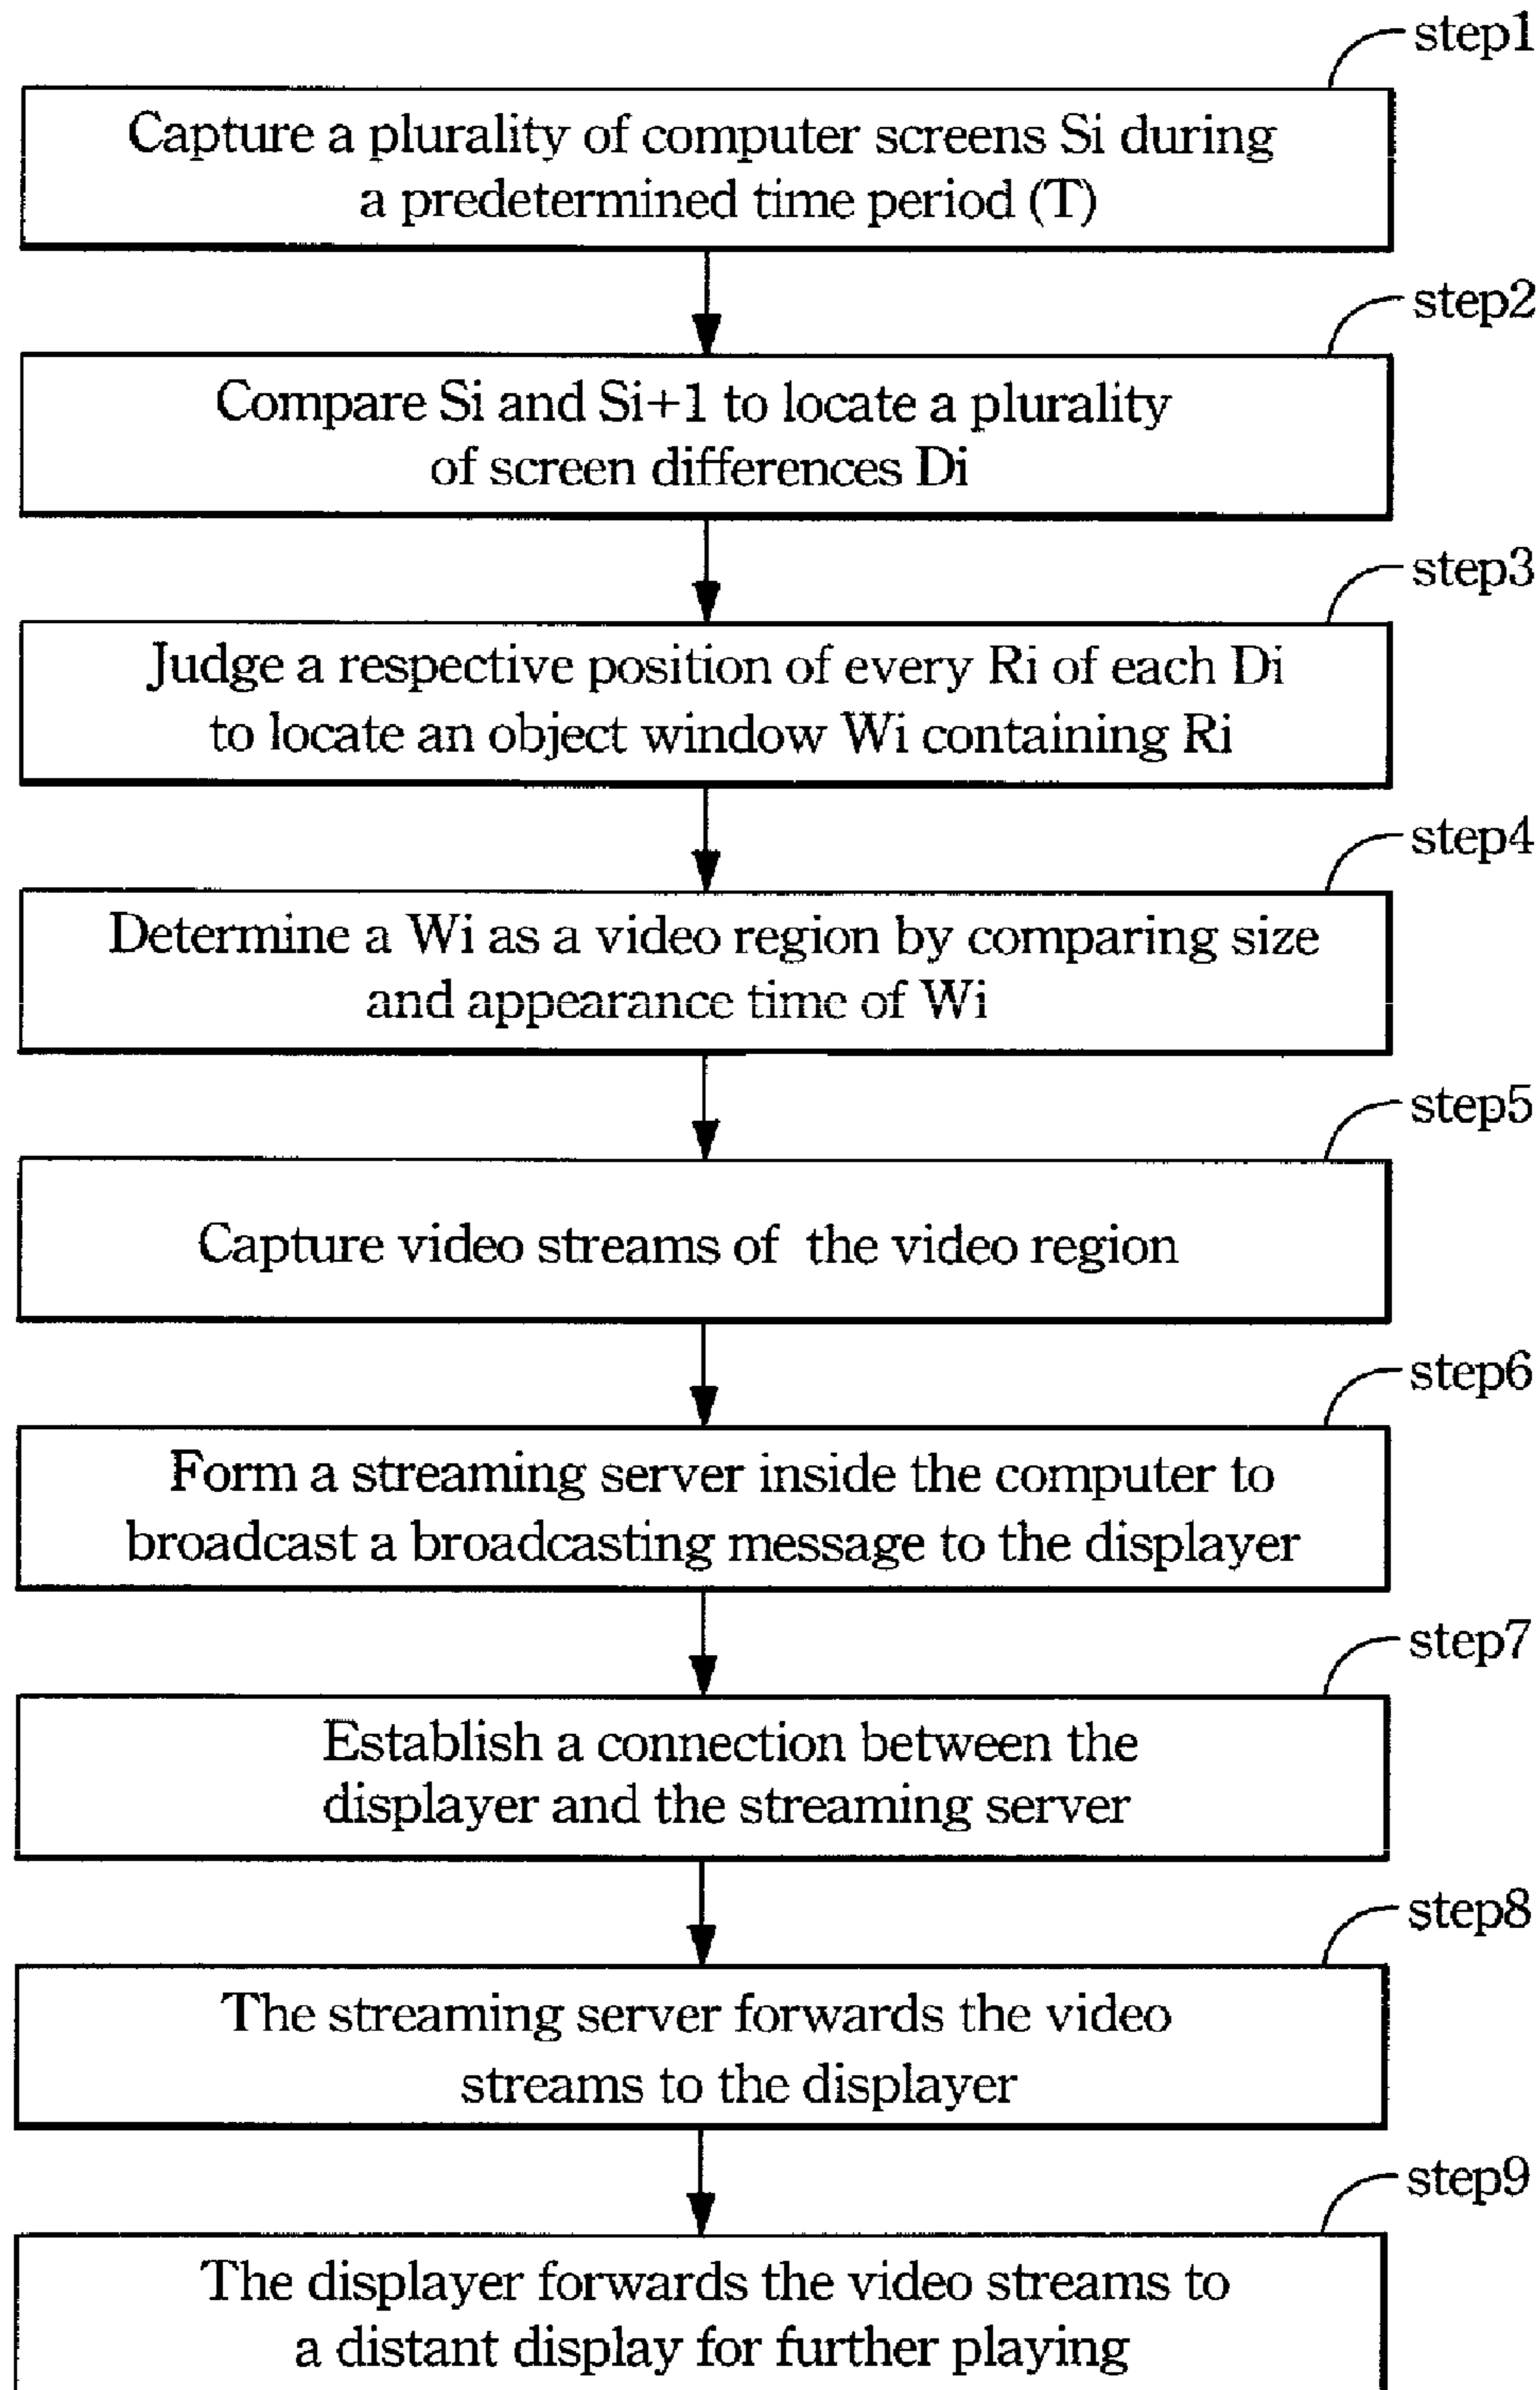 step1
Capture a plurality of computer screens Si during
a predetermined time period (T)
step2
Compare Si and Si+1 to locate a plurality
of screen differences Di
step3
Judge a respective position of every Ri of each Di
to locate an object window Wi containing Ri
step4
Determine a Wi as a video region by comparing size
and appearance time of Wi
step5
Capture video streams of the video region
step6
Form a streaming server inside the computer to
broadcast a broadcasting message to the displayer
step7
Establish a connection between the
displayer and the streaming server
step8
The streaming server forwards the video
streams to the displayer
step9
The displayer forwards the video streams to
a distant display for further playing